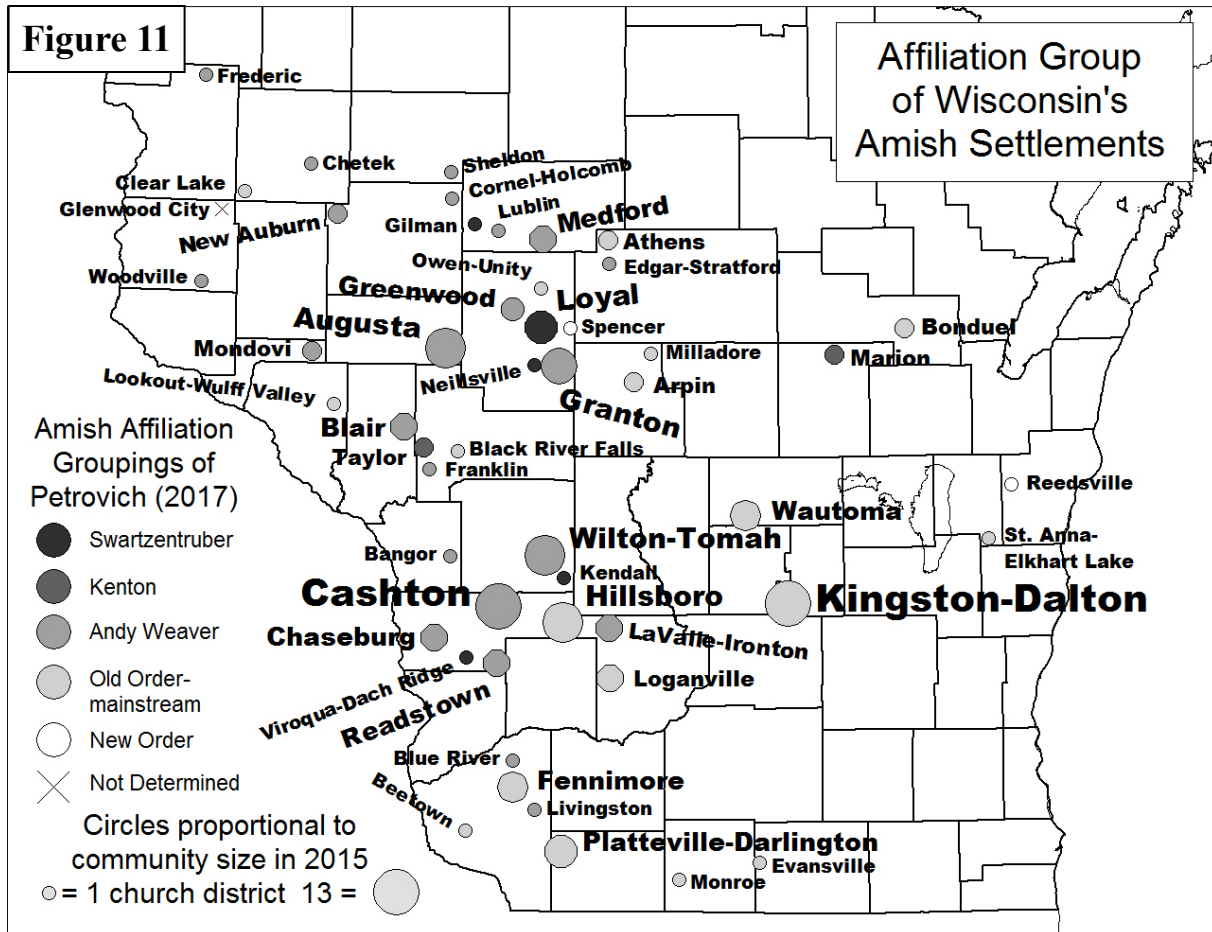 Figure 11
Affiliation Group
of Wisconsin's
Amish Settlements
Frederic
Chetek
Sheldon
Clear Lake
Cornel-Holcomb
Glenwood City
Lublin
New Auburn
Gilman
Medford
Athens
Woodville
Owen-Unity
Edgar-Stratford
Greenwood
Loyal
Augusta
Spencer
Bonduel
Mondovi
Milladore
Marion
Neillsville
Lookout-Wulff Valley
Arpin
Granton
Blair
Taylor
Black River Falls
Franklin
Reedsville
Wautoma
St. Anna-
Elkhart Lake
Bangor
Wilton-Tomah
Kendall
Cashton
Hillsboro
Kingston-Dalton
Chaseburg
LaValle-Ironton
Viroqua-Dach Ridge
Loganville
Readstown
Blue River
Fennimore
Beetown
Livingston
Platteville-Darlington
Evansville
Monroe
Amish Affiliation
Groupings of
Petrovich (2017)
Swartzentruber
Kenton
Andy Weaver
Old Order-
mainstream
New Order
Not Determined
Circles proportional to
community size in 2015
= 1 church district 13 =